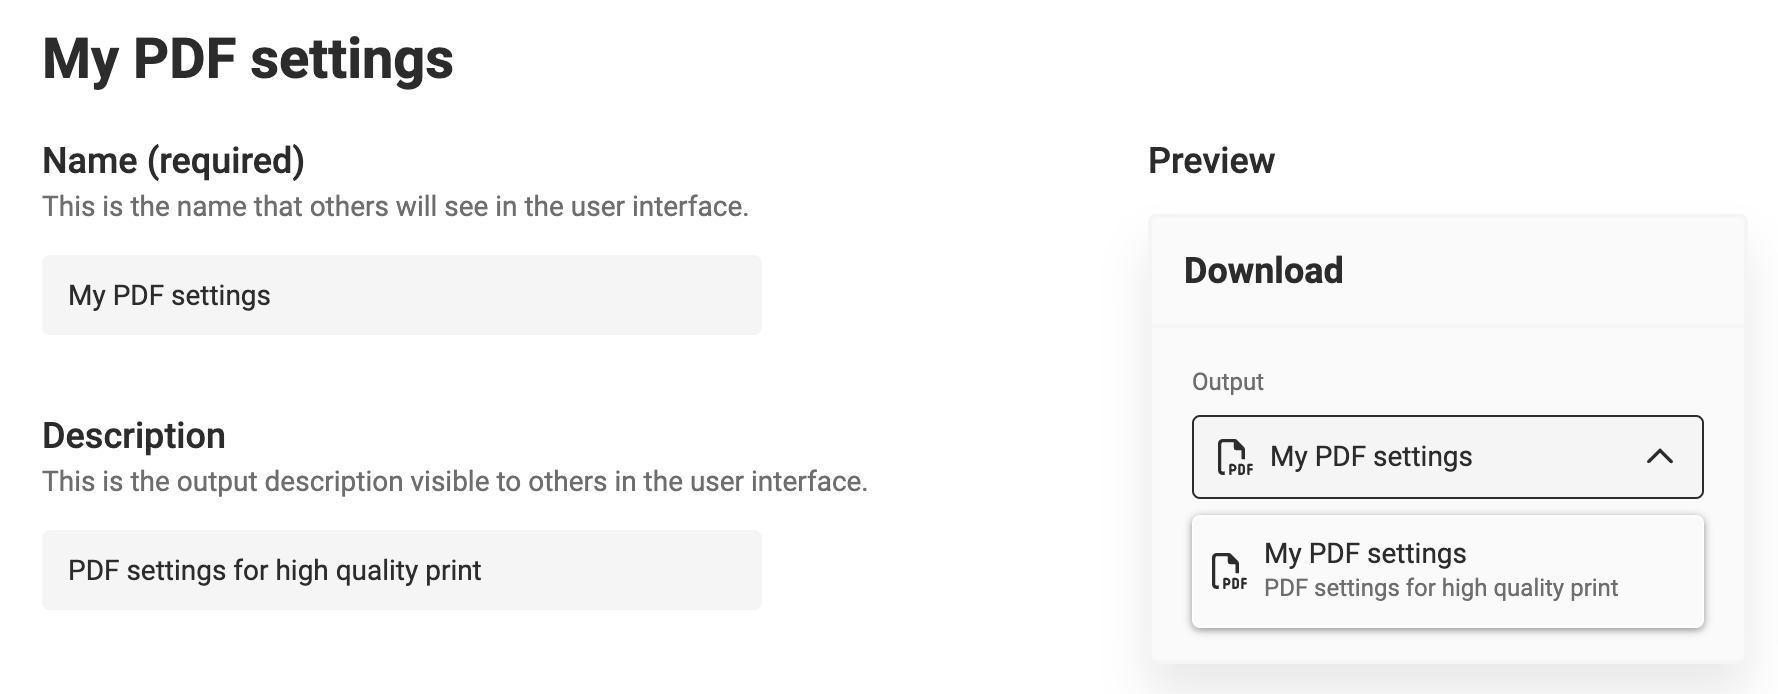 My PDF settings
Name (required)
This is the name that others will see in the user interface.
My PDF settings
Description
This is the output description visible to others in the user interface.
PDF settings for high quality print
Preview
Download
Output
PDF My PDF settings
PDF My PDF settings
PDF settings for high quality print